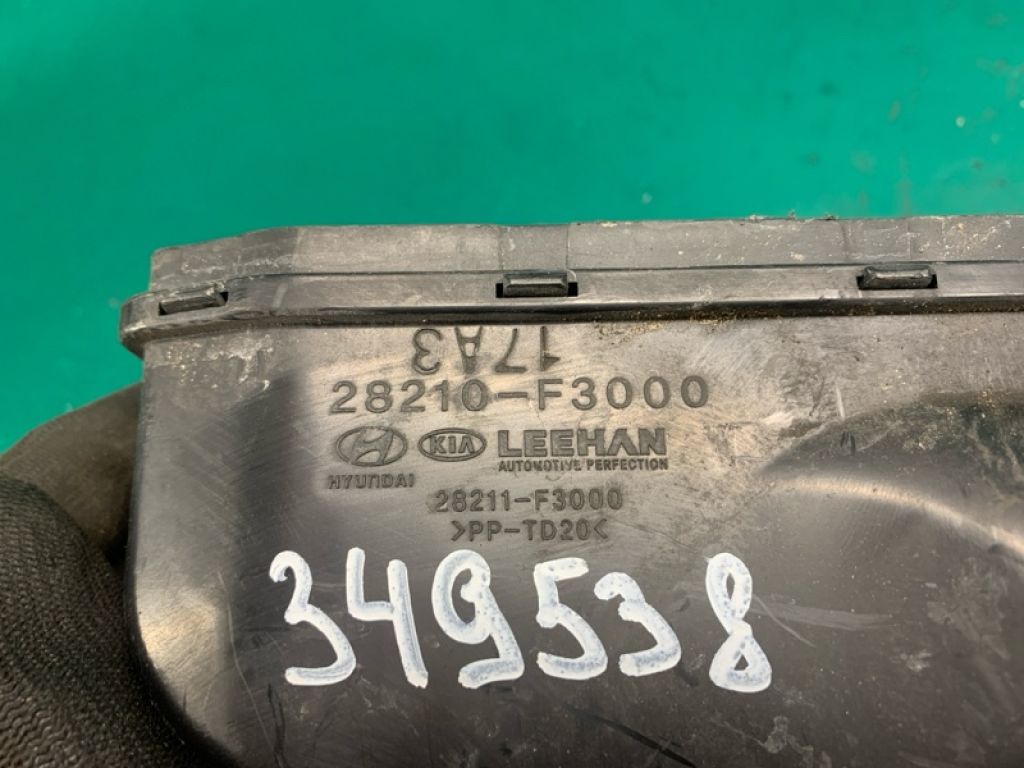 17A3
28210-F3000
HYUNDAI KIA LEEHAN
AUTOMOTIVE PERFECTION
28211-F3000
>PP-TD20<
349538